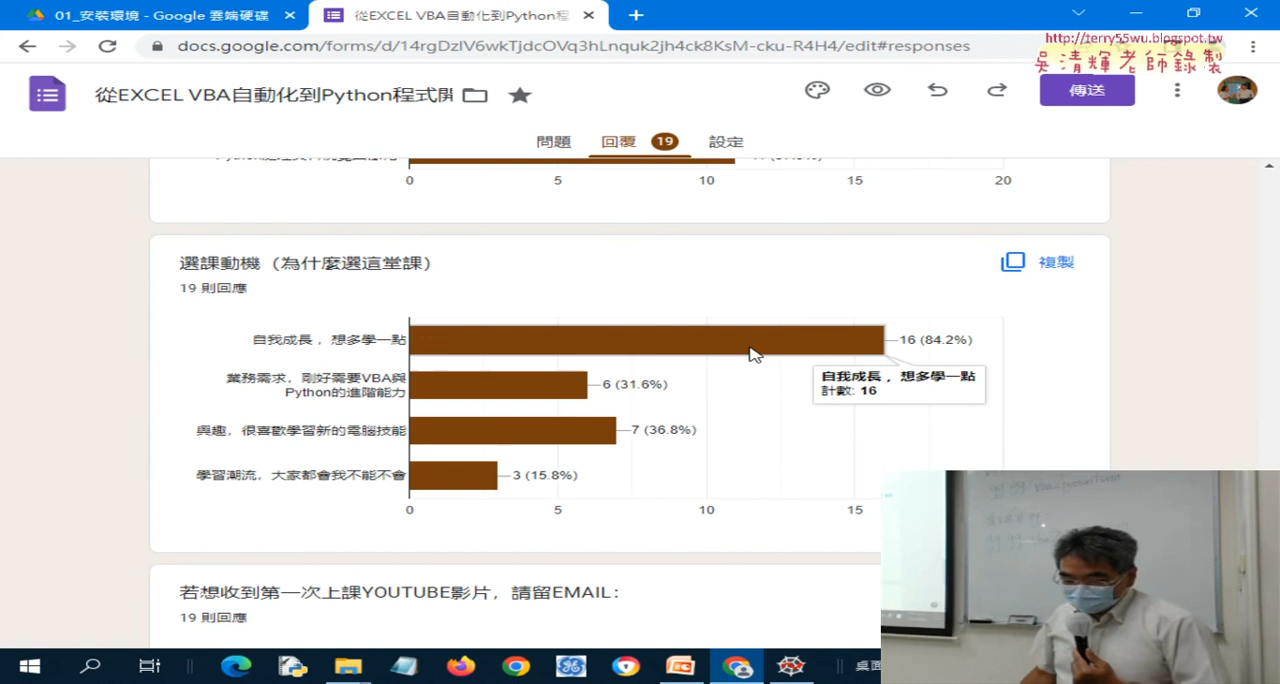 01_安裝環境 - Google 雲端硬碟
從EXCEL VBA自動化到Python程
docs.google.com/forms/d/14rgDzIV6wkTjdcOVq3hLnquk2jh4ck8KsM-cku-R4H4/edit#responses
http://terry55wu.blogspot.tw
吳清輝老師錄製
從EXCEL VBA自動化到Python程式開
傳送
問題
回覆 19
設定
0 5 10 15 20
選課動機（為什麼選這堂課）
複製
19 則回應
自我成長，想多學一點
16 (84.2%)
自我成長，想多學一點
計數: 16
業務需求，剛好需要VBA與
Python的進階能力
6 (31.6%)
興趣，很喜歡學習新的電腦技能
7 (36.8%)
學習潮流，大家都會我不能不會
3 (15.8%)
0 5 10 15
若想收到第一次上課YOUTUBE影片，請留EMAIL：
19 則回應
桌面